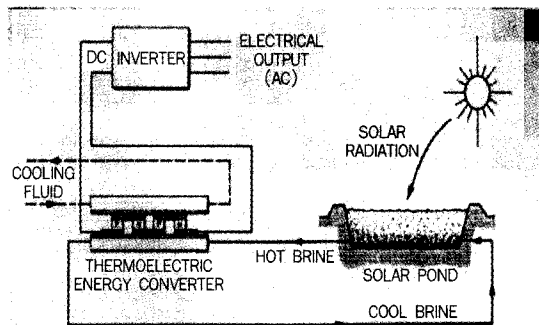 DC
INVERTER
ELECTRICAL
OUTPUT
(AC)
SOLAR
RADIATION
COOLING
FLUID
HOT BRINE
SOLAR POND
THERMOELECTRIC
ENERGY CONVERTER
COOL BRINE